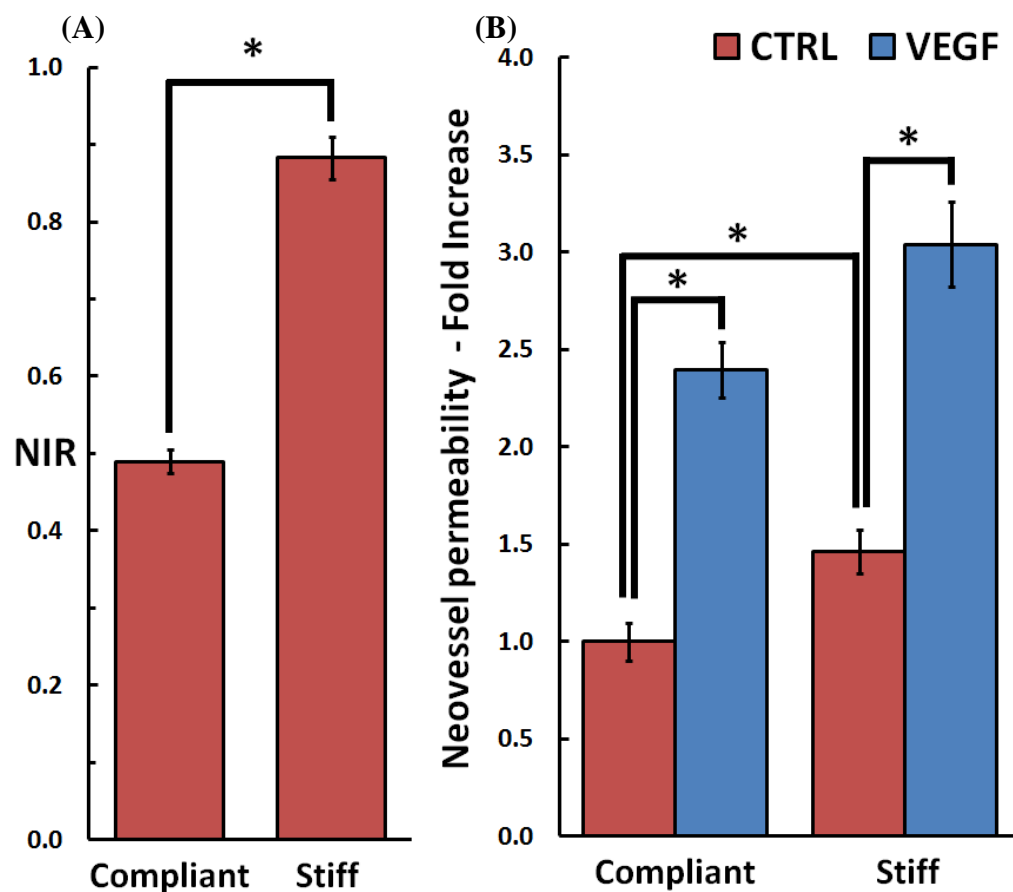 (A)
*
1.0
0.8
0.6
NIR
0.4
0.2
0.0
Compliant Stiff
(B)
CTRL VEGF
Neovessel permeability - Fold Increase
4.0
3.5
3.0
2.5
2.0
1.5
1.0
0.5
0.0
*
*
*
Compliant Stiff